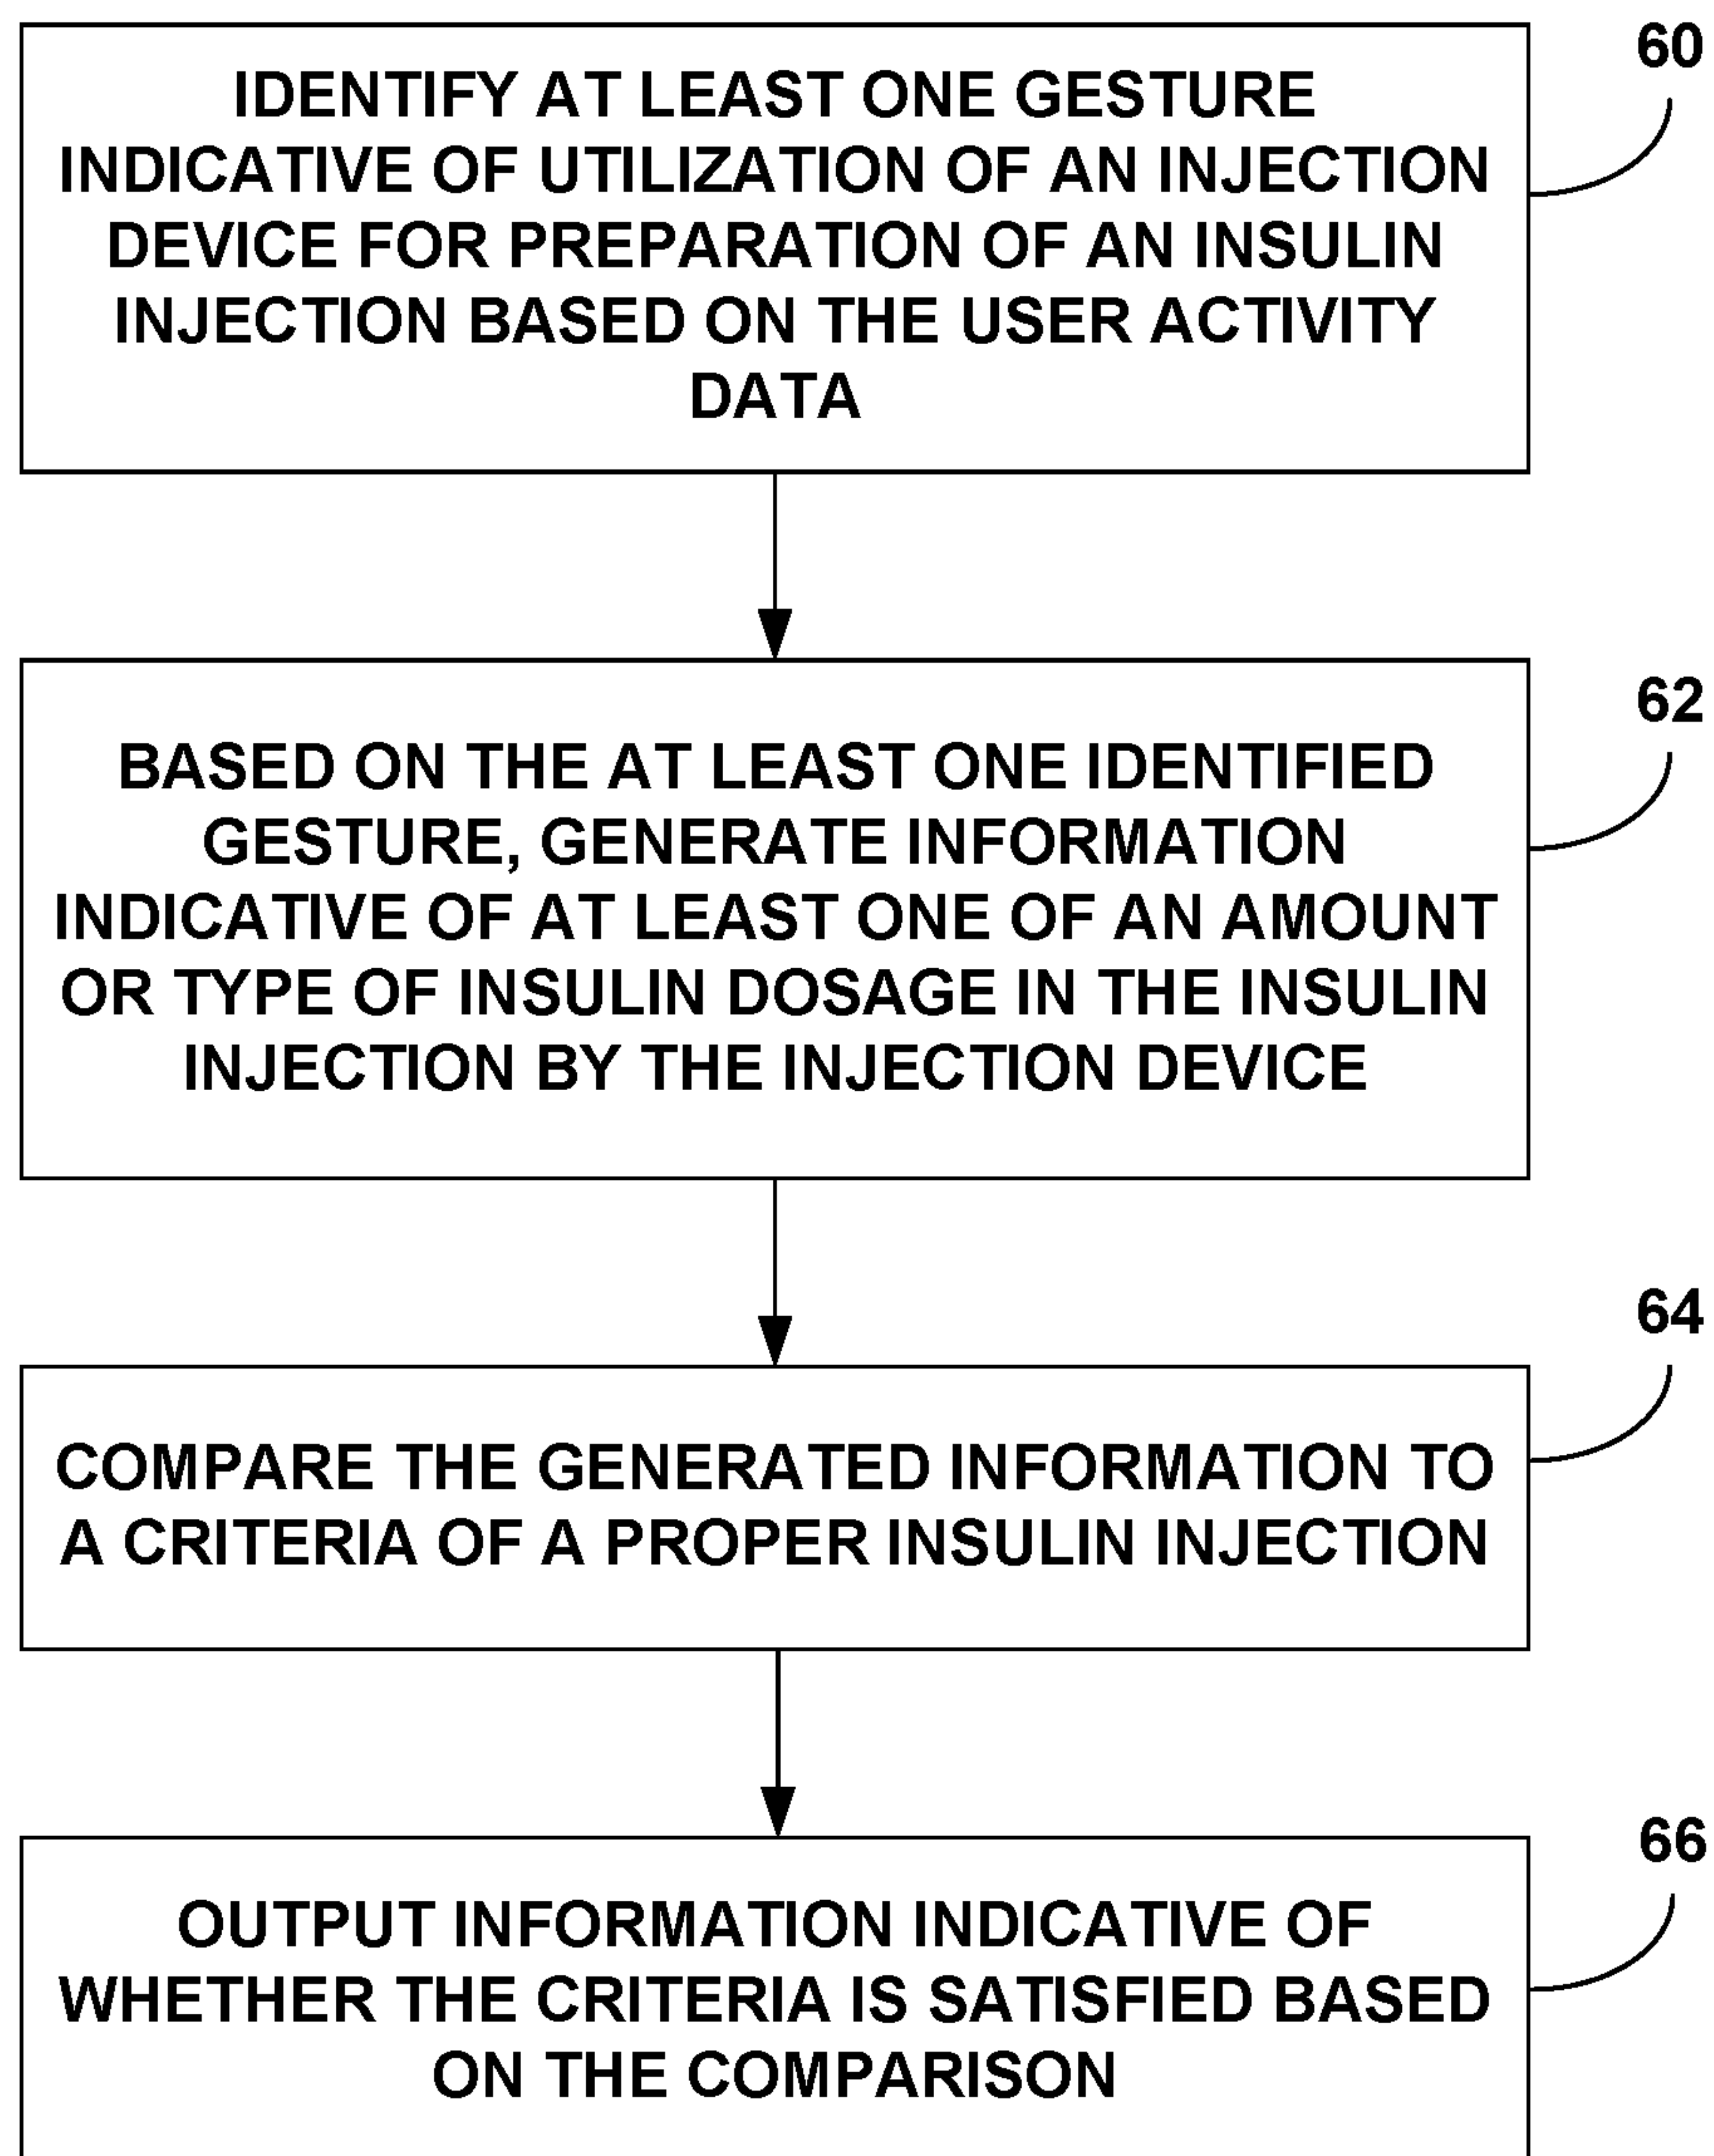 60
IDENTIFY AT LEAST ONE GESTURE
INDICATIVE OF UTILIZATION OF AN INJECTION
DEVICE FOR PREPARATION OF AN INSULIN
INJECTION BASED ON THE USER ACTIVITY
DATA
62
BASED ON THE AT LEAST ONE IDENTIFIED
GESTURE, GENERATE INFORMATION
INDICATIVE OF AT LEAST ONE OF AN AMOUNT
OR TYPE OF INSULIN DOSAGE IN THE INSULIN
INJECTION BY THE INJECTION DEVICE
64
COMPARE THE GENERATED INFORMATION TO
A CRITERIA OF A PROPER INSULIN INJECTION
66
OUTPUT INFORMATION INDICATIVE OF
WHETHER THE CRITERIA IS SATISFIED BASED
ON THE COMPARISON